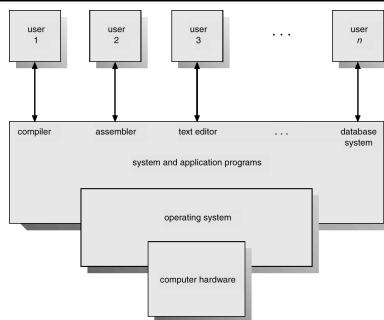 user
1
user
2
user
3
. . .
user
n
compiler
assembler
text editor
. . .
database
system
system and application programs
operating system
computer hardware